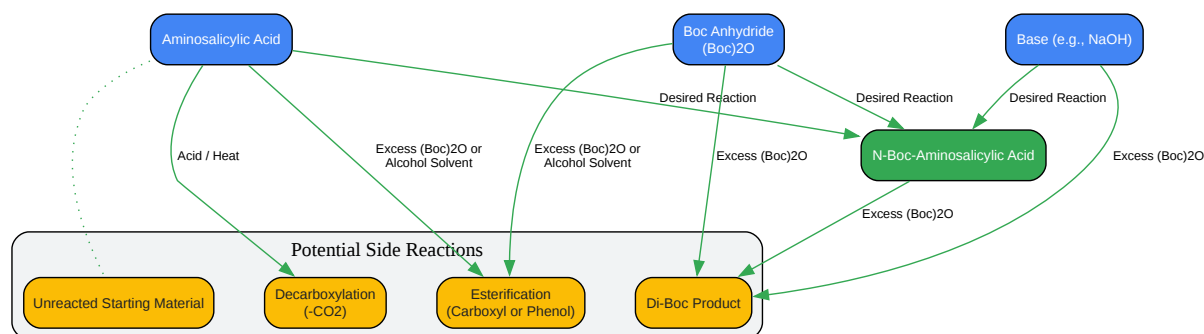 Aminosalicylic Acid
Boc Anhydride
(Boc)2O
Base (e.g., NaOH)
Desired Reaction
Desired Reaction
Desired Reaction
Acid / Heat
Excess (Boc)2O or
Alcohol Solvent
Excess (Boc)2O or
Alcohol Solvent
Excess (Boc)2O
N-Boc-Aminosalicylic Acid
Excess (Boc)2O
Excess (Boc)2O
Potential Side Reactions
Unreacted Starting Material
Decarboxylation
(-CO2)
Esterification
(Carboxyl or Phenol)
Di-Boc Product